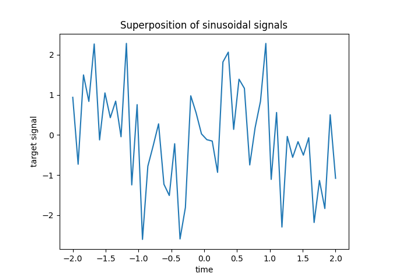 Superposition of sinusoidal signals
target signal
2
1
0
−1
−2
−2.0 −1.5 −1.0 −0.5 0.0 0.5 1.0 1.5 2.0
time